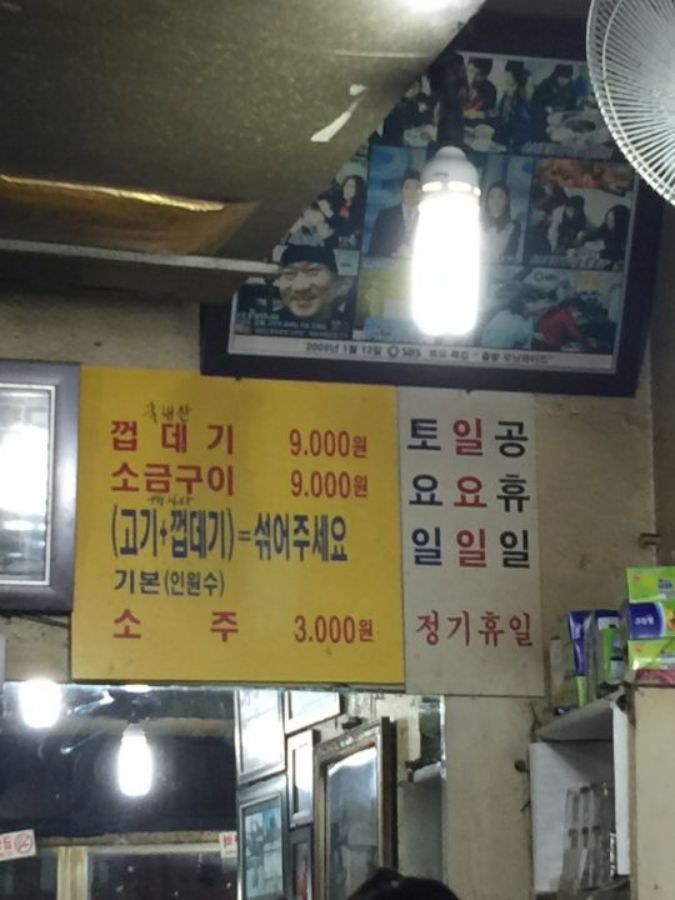 2008년 1월 12일 SBS
국내산
껍데기 9.000원
소금구이 9.000원
(고기+껍데기)=섞어주세요
기본(인원수)
소주 3.000원
토요일
일요일
공휴일
정기휴일